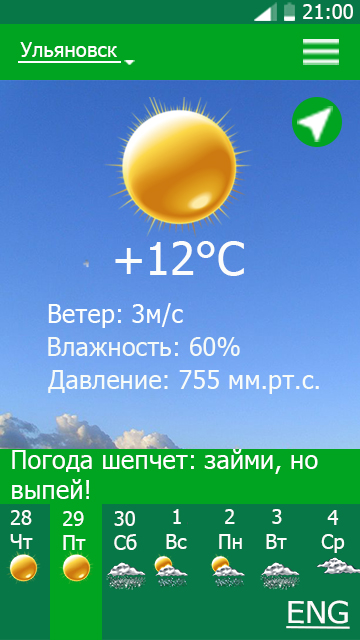 21:00
Ульяновск
+12°C
Ветер: 3м/с
Влажность: 60%
Давление: 755 мм.рт.с.
Погода шепчет: займи, но
выпей!
28 29 30 1 2 3 4
Чт Пт Сб Вс Пн Вт Ср
ENG